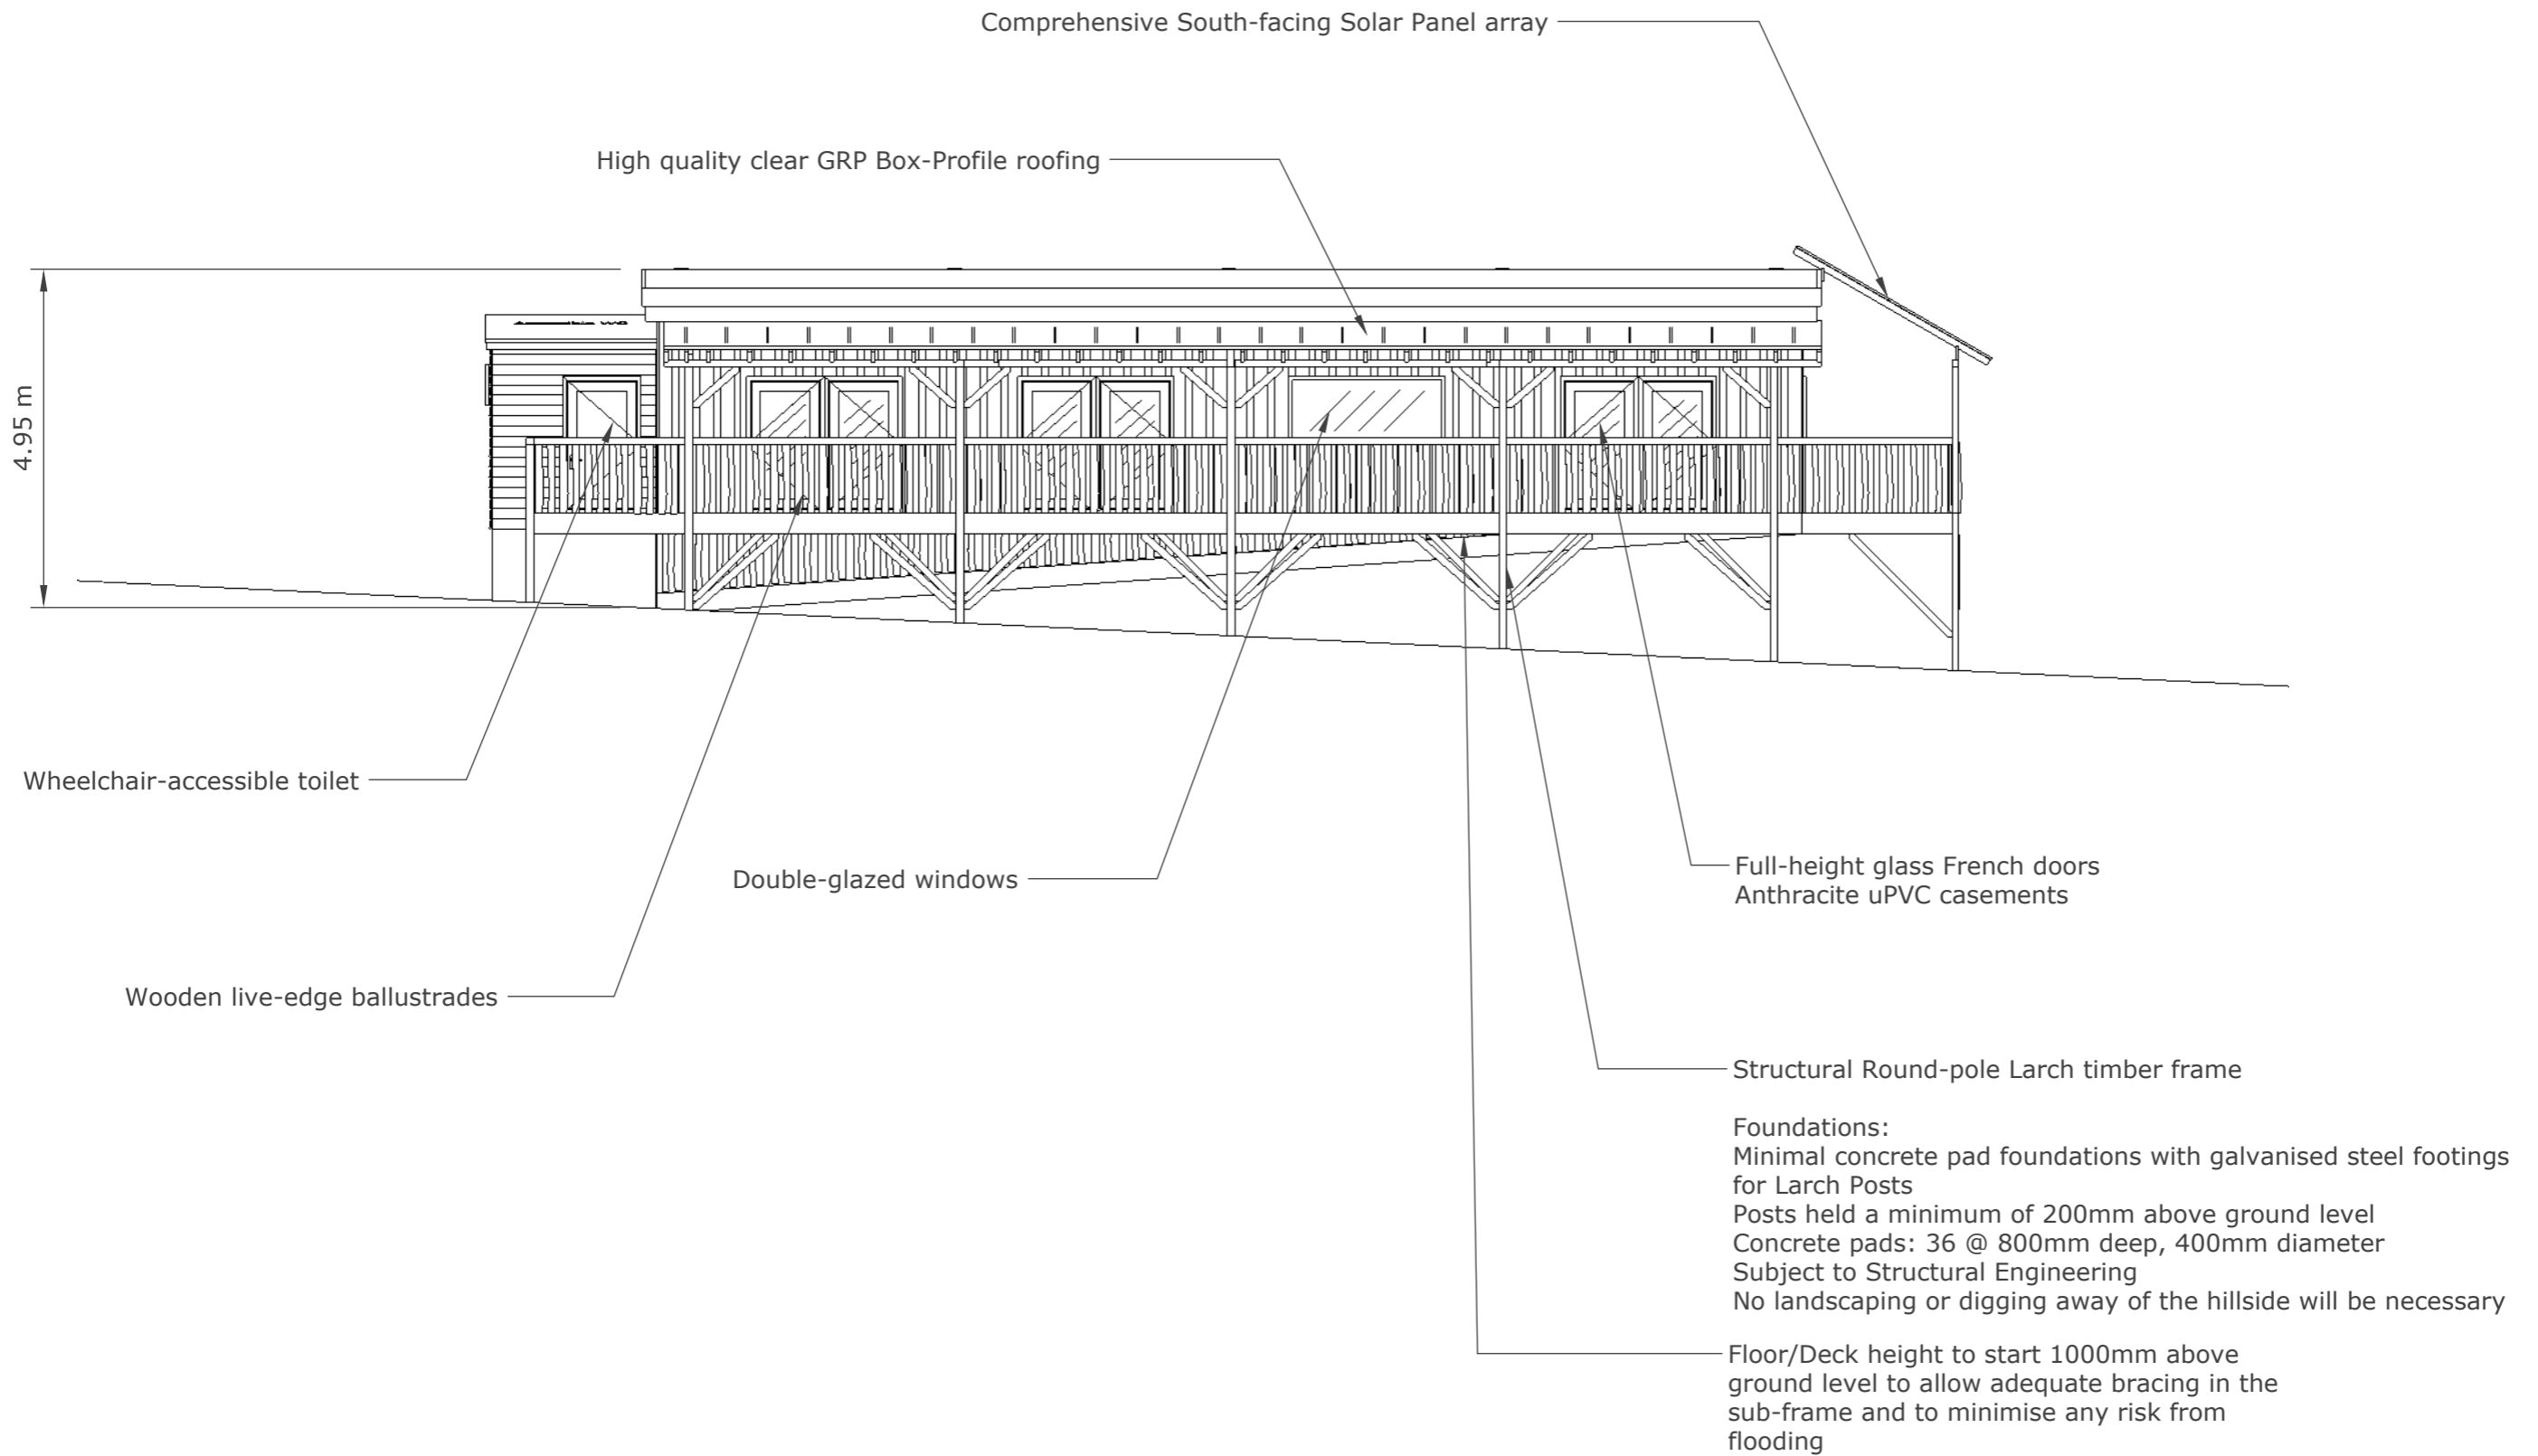 Comprehensive South-facing Solar Panel array
High quality clear GRP Box-Profile roofing
4.95 m
Wheelchair-accessible toilet
Double-glazed windows
Full-height glass French doors
Anthracite uPVC casements
Wooden live-edge ballustrades
Structural Round-pole Larch timber frame
Foundations:
Minimal concrete pad foundations with galvanised steel footings
for Larch Posts
Posts held a minimum of 200mm above ground level
Concrete pads: 36 @ 800mm deep, 400mm diameter
Subject to Structural Engineering
No landscaping or digging away of the hillside will be necessary
Floor/Deck height to start 1000mm above
ground level to allow adequate bracing in the
sub-frame and to minimise any risk from
flooding